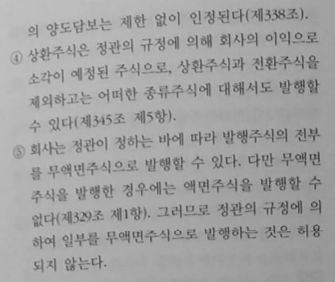 의 양도담보는 제한 없이 인정된다(제338조).
④ 상환주식은 정관의 규정에 의해 회사의 이익으로
소각이 예정된 주식으로, 상환주식과 전환주식을
제외하고는 어떠한 종류주식에 대해서도 발행할
수 있다(제345조 제5항).
⑤ 회사는 정관이 정하는 바에 따라 발행주식의 전부
를 무액면주식으로 발행할 수 있다. 다만 무액면
주식을 발행한 경우에는 액면주식을 발행할 수
없다(제329조 제1항). 그러므로 정관의 규정에 의
하여 일부를 무액면주식으로 발행하는 것은 허용
되지 않는다.